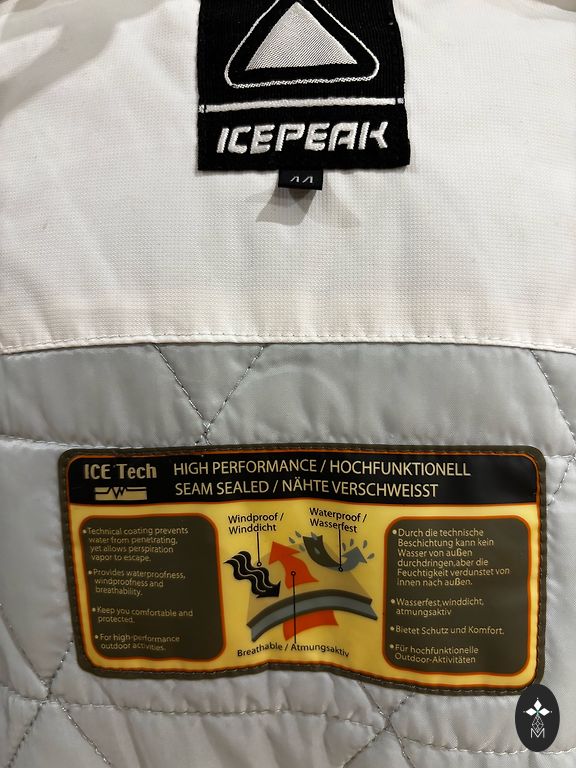 ICEPEAK
44
ICE Tech
HIGH PERFORMANCE / HOCHFUNKTIONELL
SEAM SEALED / NÄHTE VERSCHWEISST
•Technical coating prevents
water from penetrating,
yet allows perspiration
vapor to escape.
•Provides waterproofness,
windproofness and
breathability.
•Keep you comfortable and
protected.
•For high-performance
outdoor activities.
Windproof /
Winddicht
Waterproof /
Wasserfest
Breathable / Atmungsaktiv
•Durch die technische
Beschichtung kann kein
Wasser von außen
durchdringen,aber die
Feuchtigkeit verdunstet von
Innen nach außen.
•Wasserfest,winddicht,
atmungsaktiv
•Bietet Schutz und Komfort.
•Für hochfunktionelle
Outdoor-Aktivitäten
M